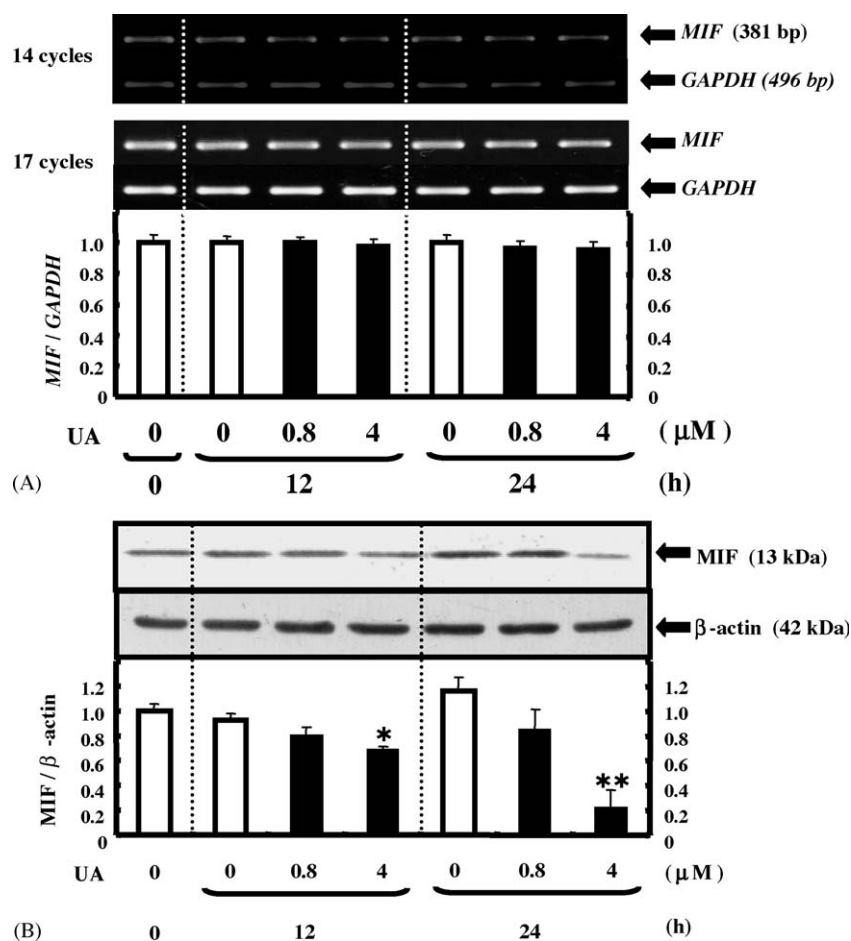 14 cycles
MIF (381 bp)
GAPDH (496 bp)
17 cycles
MIF
GAPDH
MIF / GAPDH
1.0 1.0
0.8 0.8
0.6 0.6
0.4 0.4
0.2 0.2
0 0
UA 0 0 0.8 4 0 0.8 4 (μM)
(A) 0 12 24 (h)
MIF (13 kDa)
β-actin (42 kDa)
MIF / β-actin
1.2 1.2
1.0 1.0
0.8 * 0.8
0.6 0.6
0.4 ** 0.4
0.2 0.2
0 0
UA 0 0 0.8 4 0 0.8 4 (μM)
(B) 0 12 24 (h)